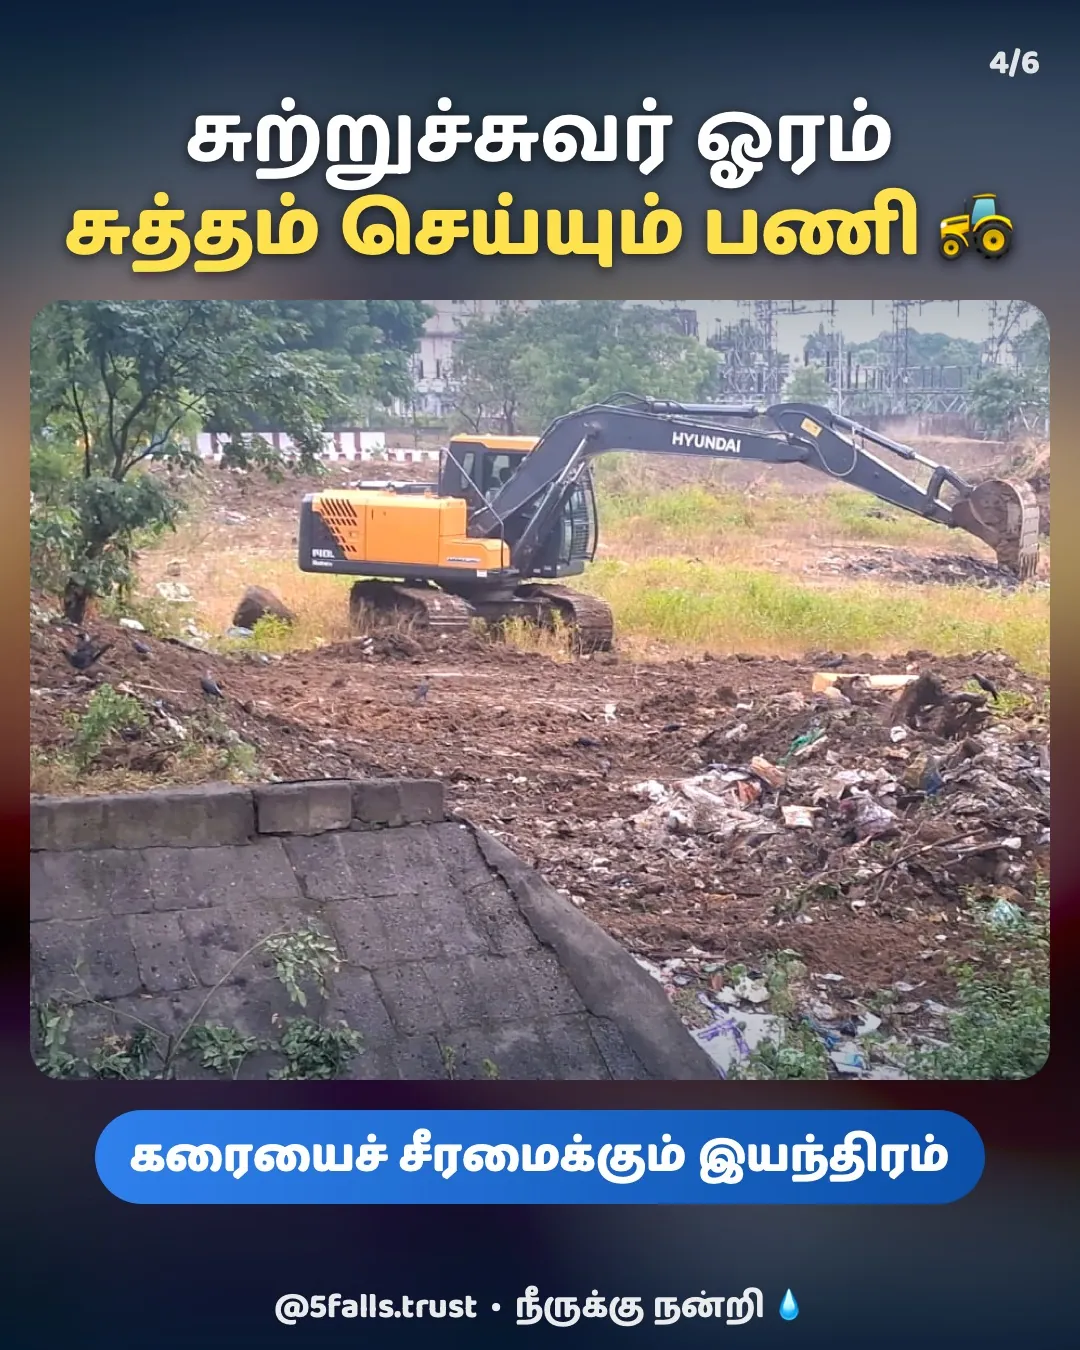 4/6
சுற்றுச்சுவர் ஓரம்
சுத்தம் செய்யும் பணி
HYUNDAI
கரையைச் சீரமைக்கும் இயந்திரம்
@5falls.trust • நீருக்கு நன்றி